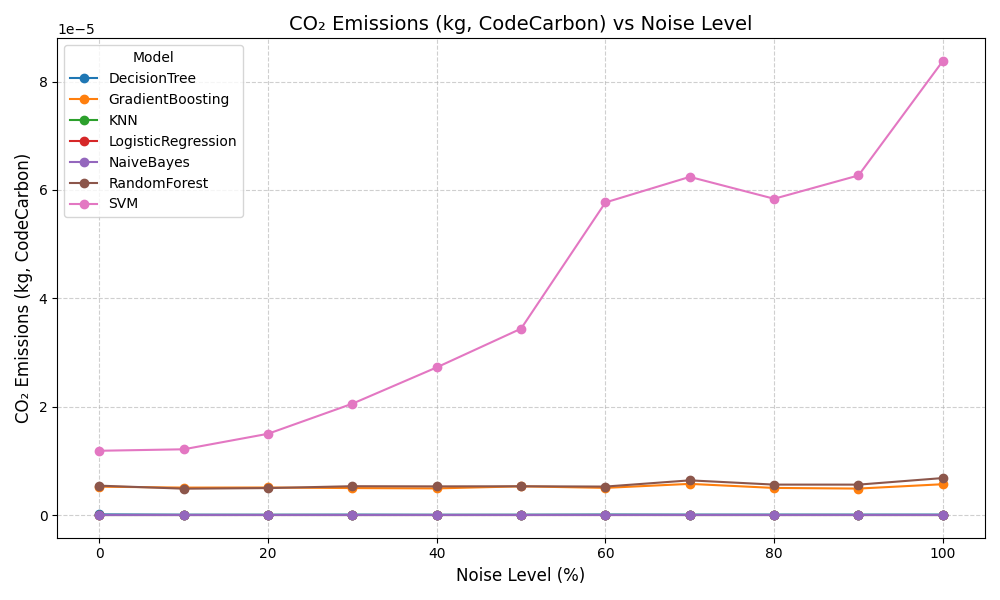 CO₂ Emissions (kg, CodeCarbon) vs Noise Level
1e−5
Model
DecisionTree
GradientBoosting
KNN
LogisticRegression
NaiveBayes
RandomForest
SVM
8
6
4
2
0
CO₂ Emissions (kg, CodeCarbon)
0 20 40 60 80 100
Noise Level (%)